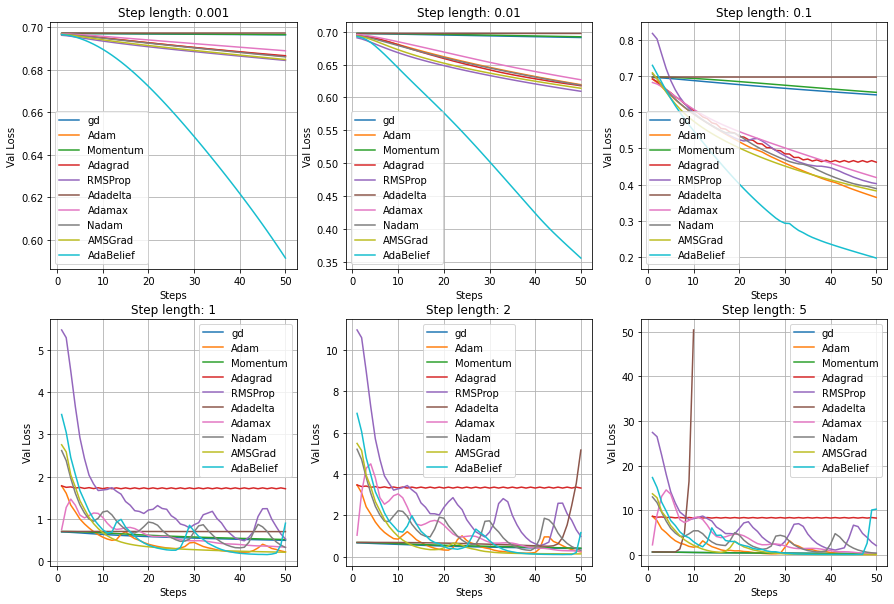 Step length: 0.001
0.70
0.68
0.66
0.64
0.62
0.60
Val Loss
gd
Adam
Momentum
Adagrad
RMSProp
Adadelta
Adamax
Nadam
AMSGrad
AdaBelief
0 10 20 30 40 50
Steps
Step length: 0.01
0.70
0.65
0.60
0.55
0.50
0.45
0.40
0.35
Val Loss
gd
Adam
Momentum
Adagrad
RMSProp
Adadelta
Adamax
Nadam
AMSGrad
AdaBelief
0 10 20 30 40 50
Steps
Step length: 0.1
0.8
0.7
0.6
0.5
0.4
0.3
0.2
Val Loss
gd
Adam
Momentum
Adagrad
RMSProp
Adadelta
Adamax
Nadam
AMSGrad
AdaBelief
0 10 20 30 40 50
Steps
Step length: 1
5
4
3
2
1
0
Val Loss
gd
Adam
Momentum
Adagrad
RMSProp
Adadelta
Adamax
Nadam
AMSGrad
AdaBelief
0 10 20 30 40 50
Steps
Step length: 2
10
8
6
4
2
0
Val Loss
gd
Adam
Momentum
Adagrad
RMSProp
Adadelta
Adamax
Nadam
AMSGrad
AdaBelief
0 10 20 30 40 50
Steps
Step length: 5
50
40
30
20
10
0
Val Loss
gd
Adam
Momentum
Adagrad
RMSProp
Adadelta
Adamax
Nadam
AMSGrad
AdaBelief
0 10 20 30 40 50
Steps